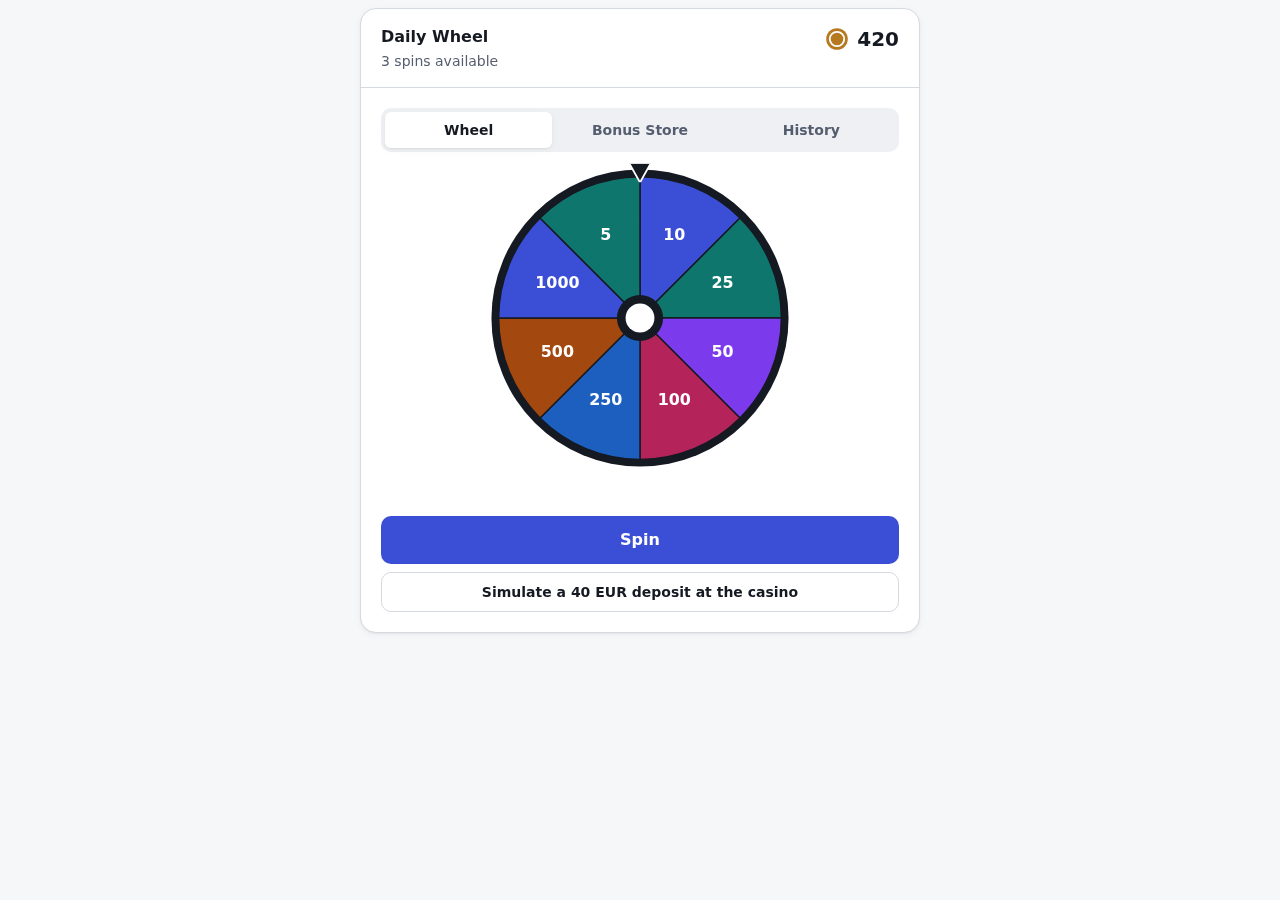 Daily Wheel
420
3 spins available
Wheel Bonus Store History
5 10
1000 25
500 50
250 100
Spin
Simulate a 40 EUR deposit at the casino